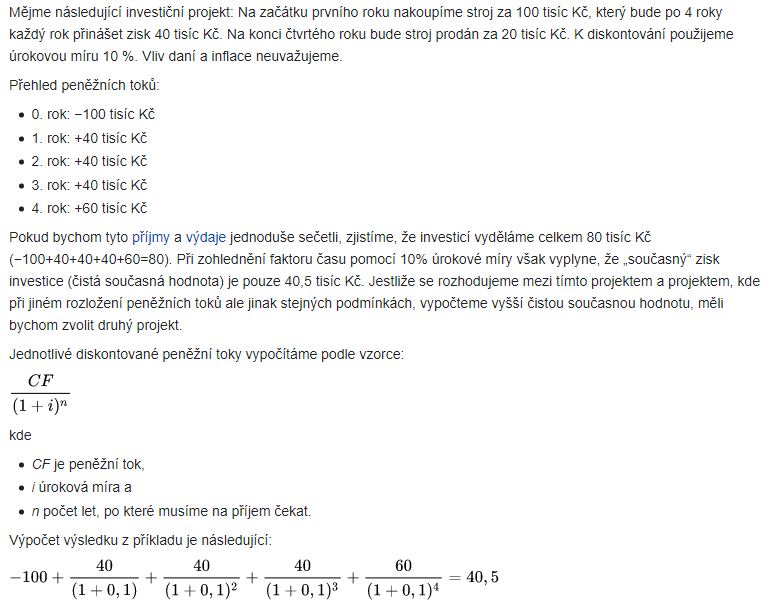 Mějme následující investiční projekt: Na začátku prvního roku nakoupíme stroj za 100 tisíc Kč, který bude po 4 roky
každý rok přinášet zisk 40 tisíc Kč. Na konci čtvrtého roku bude stroj prodán za 20 tisíc Kč. K diskontování použijeme
úrokovou míru 10 %. Vliv daní a inflace neuvažujeme.
Přehled peněžních toků:
• 0. rok: −100 tisíc Kč
• 1. rok: +40 tisíc Kč
• 2. rok: +40 tisíc Kč
• 3. rok: +40 tisíc Kč
• 4. rok: +60 tisíc Kč
Pokud bychom tyto příjmy a výdaje jednoduše sečetli, zjistíme, že investicí vyděláme celkem 80 tisíc Kč
(−100+40+40+40+60=80). Při zohlednění faktoru času pomocí 10% úrokové míry však vyplyne, že „současný“ zisk
investice (čistá současná hodnota) je pouze 40,5 tisíc Kč. Jestliže se rozhodujeme mezi tímto projektem a projektem, kde
při jiném rozložení peněžních toků ale jinak stejných podmínkách, vypočteme vyšší čistou současnou hodnotu, měli
bychom zvolit druhý projekt.
Jednotlivé diskontované peněžní toky vypočítáme podle vzorce:
CF
(1 + i)ⁿ
kde
• CF je peněžní tok,
• i úroková míra a
• n počet let, po které musíme na příjem čekat.
Výpočet výsledku z příkladu je následující:
−100 + 40/(1 + 0,1) + 40/(1 + 0,1)² + 40/(1 + 0,1)³ + 60/(1 + 0,1)⁴ = 40,5